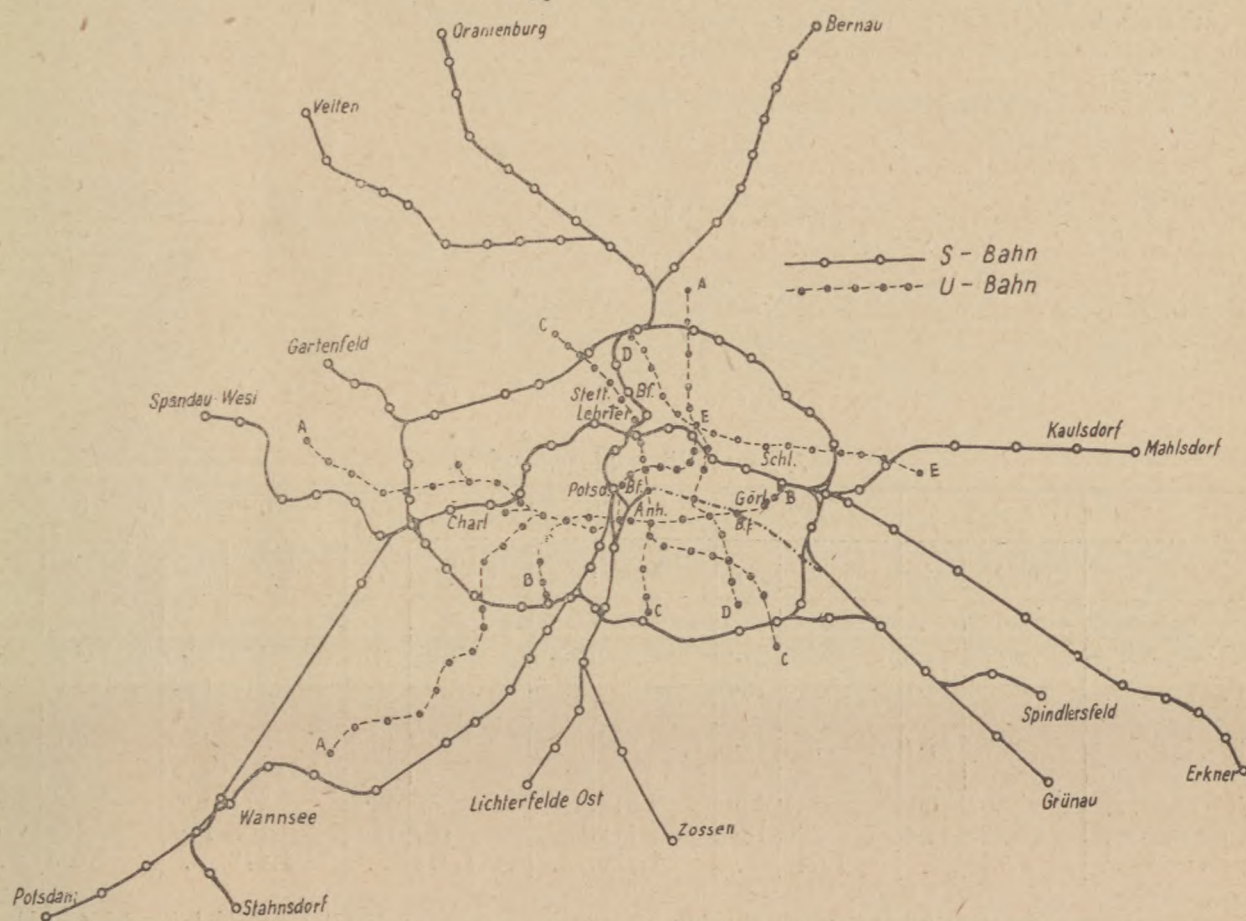 Oranienburg
Bernau
Velten
S - Bahn
U - Bahn
A
C
Gartenfeld
D
Spandau-West
Stett. Bf.
Lehrter
A
E
Kaulsdorf
Mahlsdorf
Schl.
E
Potsd. Bf.
Görl. B
Charl
Anh.
Bf.
B
C
D
C
A
Spindlersfeld
Erkner
Lichterfelde Ost
Grünau
Wannsee
Zossen
Potsdam
Stahnsdorf